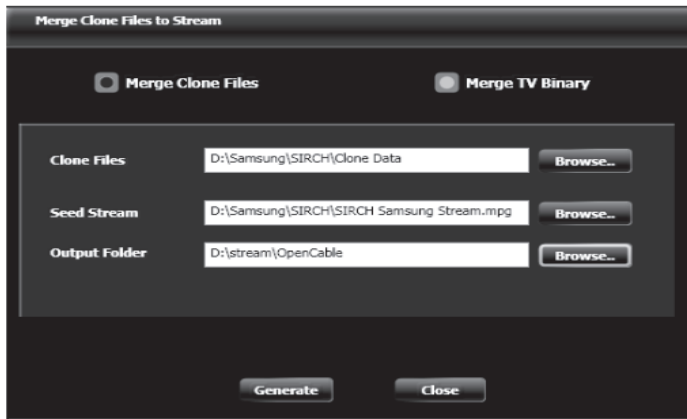 Merge Clone Files to Stream
Merge Clone Files Merge TV Binary
Clone Files D:\Samsung\SIRCH\Clone Data Browse..
Seed Stream D:\Samsung\SIRCH\SIRCH Samsung Stream.mpg Browse..
Output Folder D:\stream\OpenCable Browse..
Generate Close